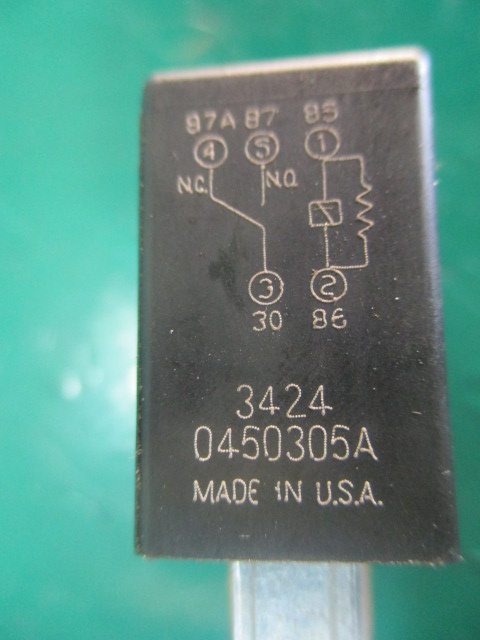 87A 87 85
4 5 1
N.C. N.O.
3 2
30 86
3424
0450305A
MADE IN U.S.A.